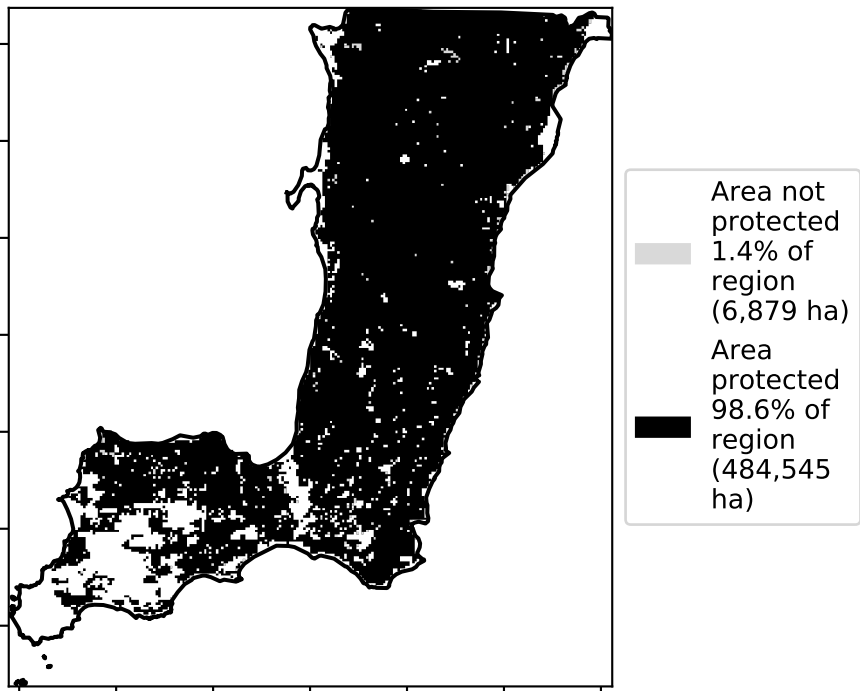 Area not
protected
1.4% of
region
(6,879 ha)
Area
protected
98.6% of
region
(484,545
ha)